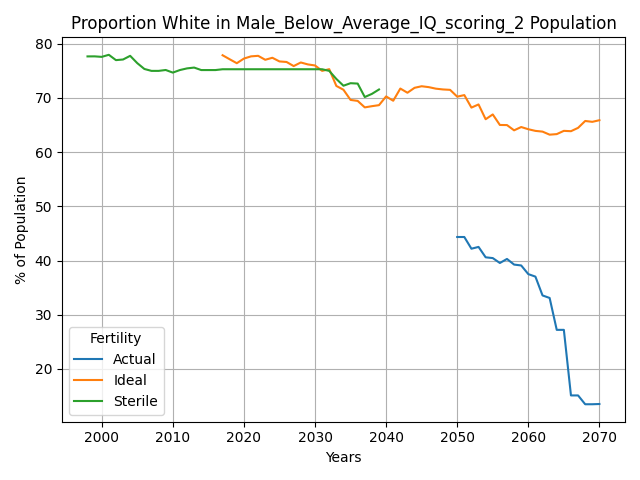 Proportion White in Male_Below_Average_IQ_scoring_2 Population
% of Population
80
70
60
50
40
30
20
Fertility
Actual
Ideal
Sterile
2000 2010 2020 2030 2040 2050 2060 2070
Years